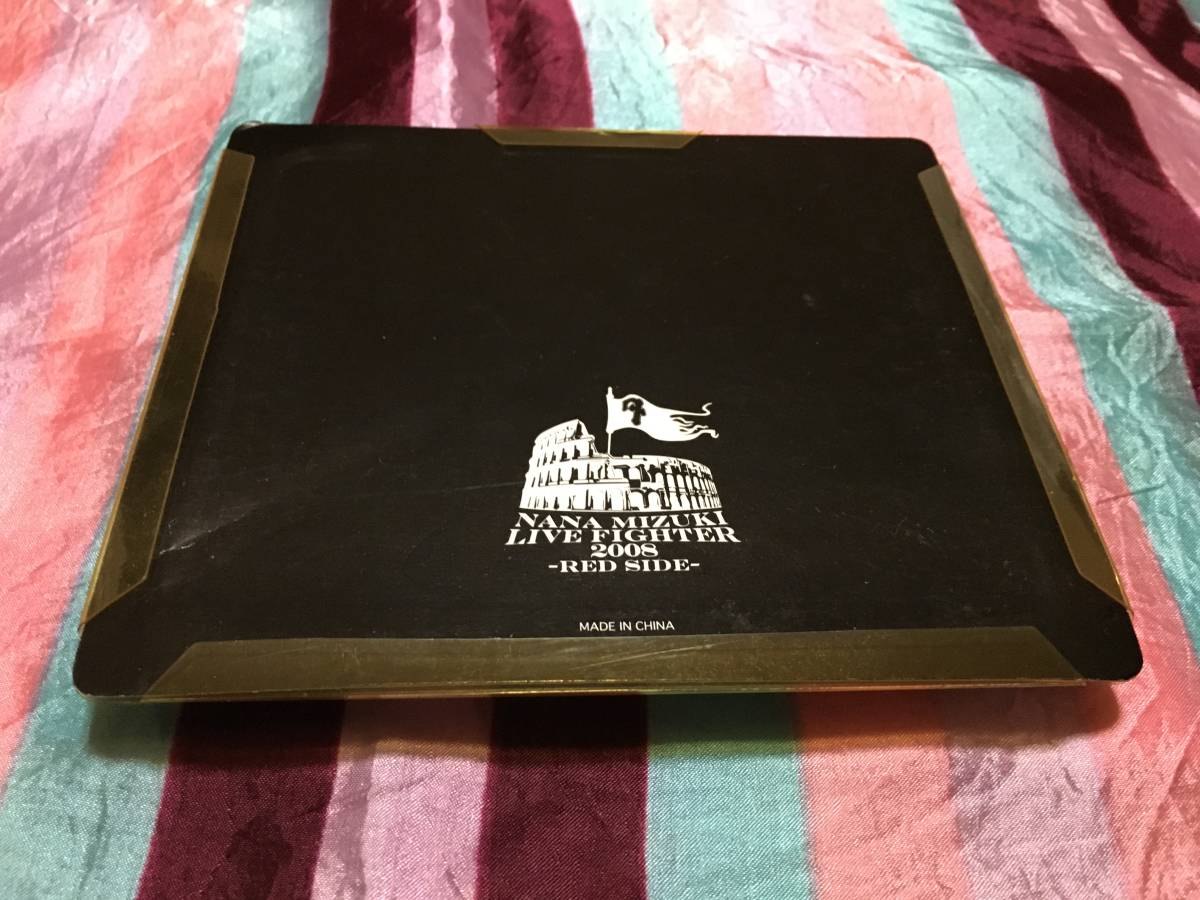 NANA MIZUKI
LIVE FIGHTER
2008
-RED SIDE-
MADE IN CHINA